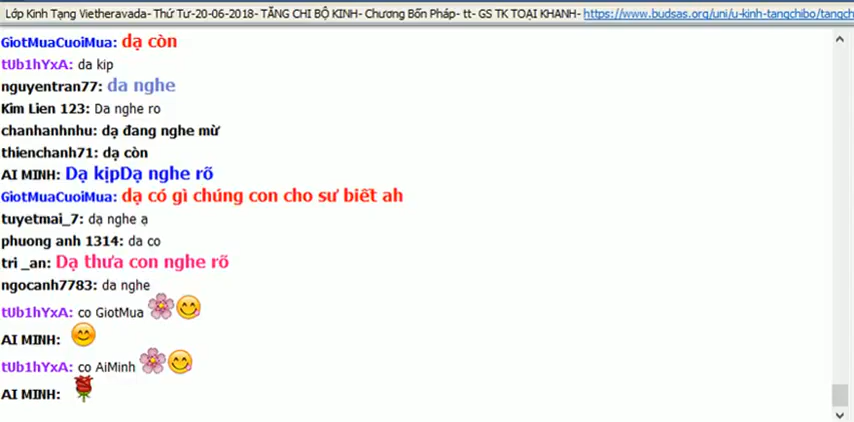 Lớp Kinh Tạng Vietheravada- Thứ Tư-20-06-2018- TĂNG CHI BỘ KINH- Chương Bốn Pháp- tt- GS TK TOẠI KHANH- https://www.budsas.org/uni/u-kinh-tangchibo/tangch
GiotMuaCuoiMua: dạ còn
tUb1hYxA: da kip
nguyentran77: da nghe
Kim Lien 123: Da nghe ro
chanhanhnhu: dạ đang nghe mừ
thienchanh71: dạ còn
AI MINH: Dạ kịpDạ nghe rõ
GiotMuaCuoiMua: dạ có gì chúng con cho sư biết ah
tuyetmai_7: dạ nghe ạ
phuong anh 1314: da co
tri _an: Dạ thưa con nghe rõ
ngocanh7783: da nghe
tUb1hYxA: co GiotMua
AI MINH:
tUb1hYxA: co AiMinh
AI MINH: